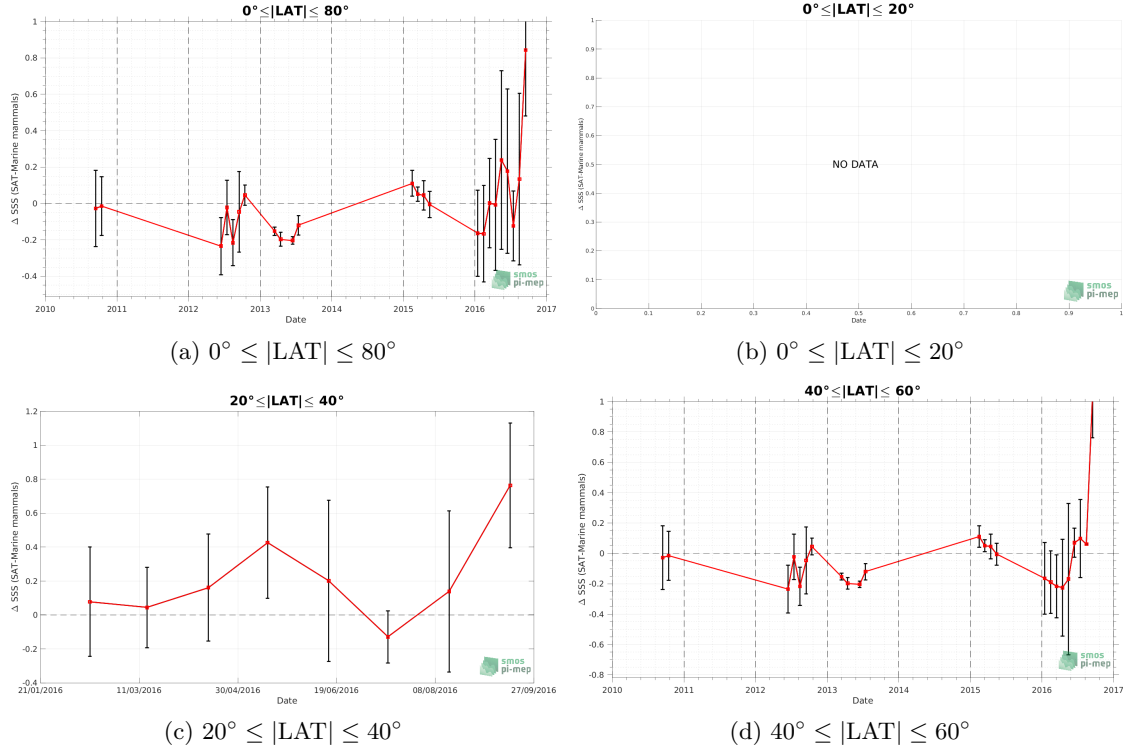 0°≤|LAT|≤ 80°
Δ SSS (SAT-Marine mammals)
1
0.8
0.6
0.4
0.2
0
-0.2
-0.4
2010 2011 2012 2013 2014 2015 2016 2017
Date
smos
pi-mep
(a) 0° ≤ |LAT| ≤ 80°
0°≤|LAT|≤ 20°
Δ SSS (SAT-Marine mammals)
1
0.9
0.8
0.7
0.6
0.5
0.4
0.3
0.2
0.1
0
NO DATA
0 0.1 0.2 0.3 0.4 0.5 0.6 0.7 0.8 0.9 1
Date
smos
pi-mep
(b) 0° ≤ |LAT| ≤ 20°
20°≤|LAT|≤ 40°
Δ SSS (SAT-Marine mammals)
1.2
1
0.8
0.6
0.4
0.2
0
-0.2
-0.4
21/01/2016 11/03/2016 30/04/2016 19/06/2016 08/08/2016 27/09/2016
Date
smos
pi-mep
(c) 20° ≤ |LAT| ≤ 40°
40°≤|LAT|≤ 60°
Δ SSS (SAT-Marine mammals)
1
0.8
0.6
0.4
0.2
0
-0.2
-0.4
-0.6
-0.8
2010 2011 2012 2013 2014 2015 2016 2017
Date
smos
pi-mep
(d) 40° ≤ |LAT| ≤ 60°